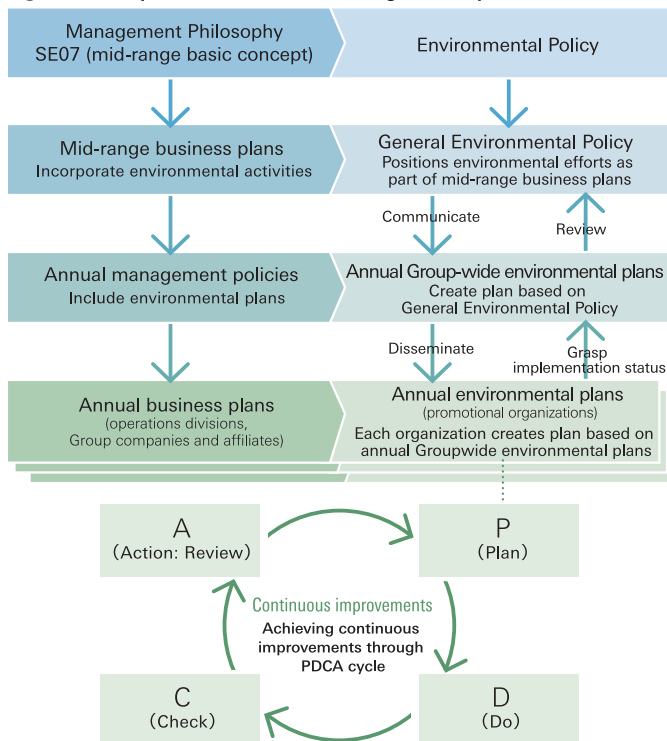 Management Philosophy
SE07 (mid-range basic concept)
Environmental Policy
Mid-range business plans
Incorporate environmental activities
General Environmental Policy
Positions environmental efforts as
part of mid-range business plans
Communicate
Review
Annual management policies
Include environmental plans
Annual Group-wide environmental plans
Create plan based on
General Environmental Policy
Disseminate
Grasp
implementation status
Annual business plans
(operations divisions,
Group companies and affiliates)
Annual environmental plans
(promotional organizations)
Each organization creates plan based on
annual Groupwide environmental plans
A
(Action: Review)
P
(Plan)
Continuous improvements
Achieving continuous
improvements through
PDCA cycle
C
(Check)
D
(Do)